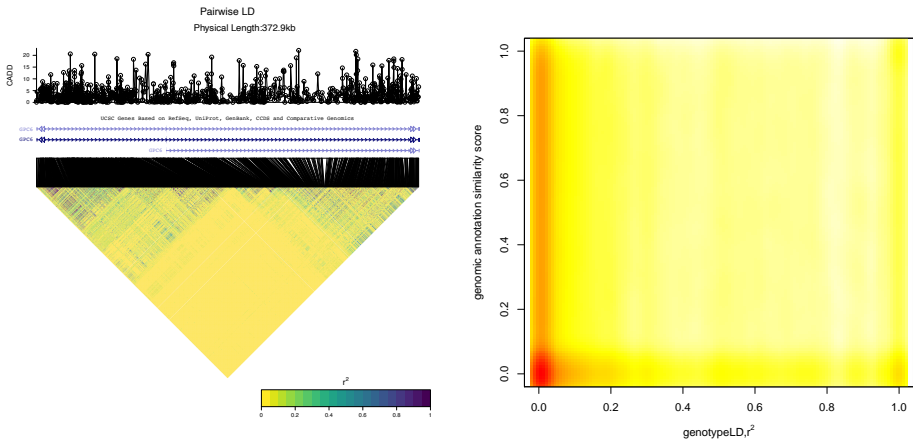 Pairwise LD
Physical Length:372.9kb
CADD
20
15
10
5
0
UCSC Genes Based on RefSeq, UniProt, GenBank, CCDS and Comparative Genomics
GPC6
GPC6
GPC6
r²
0 0.2 0.4 0.6 0.8 1
genomic annotation similarity score
1.0
0.8
0.6
0.4
0.2
0.0
0.0 0.2 0.4 0.6 0.8 1.0
genotypeLD,r²